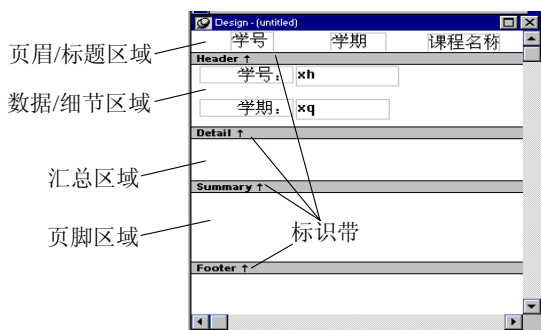 Design - (untitled)
学号 学期 课程名称
页眉/标题区域
Header ↑
学号： xh
数据/细节区域
学期： xq
Detail ↑
汇总区域
Summary ↑
页脚区域
标识带
Footer ↑